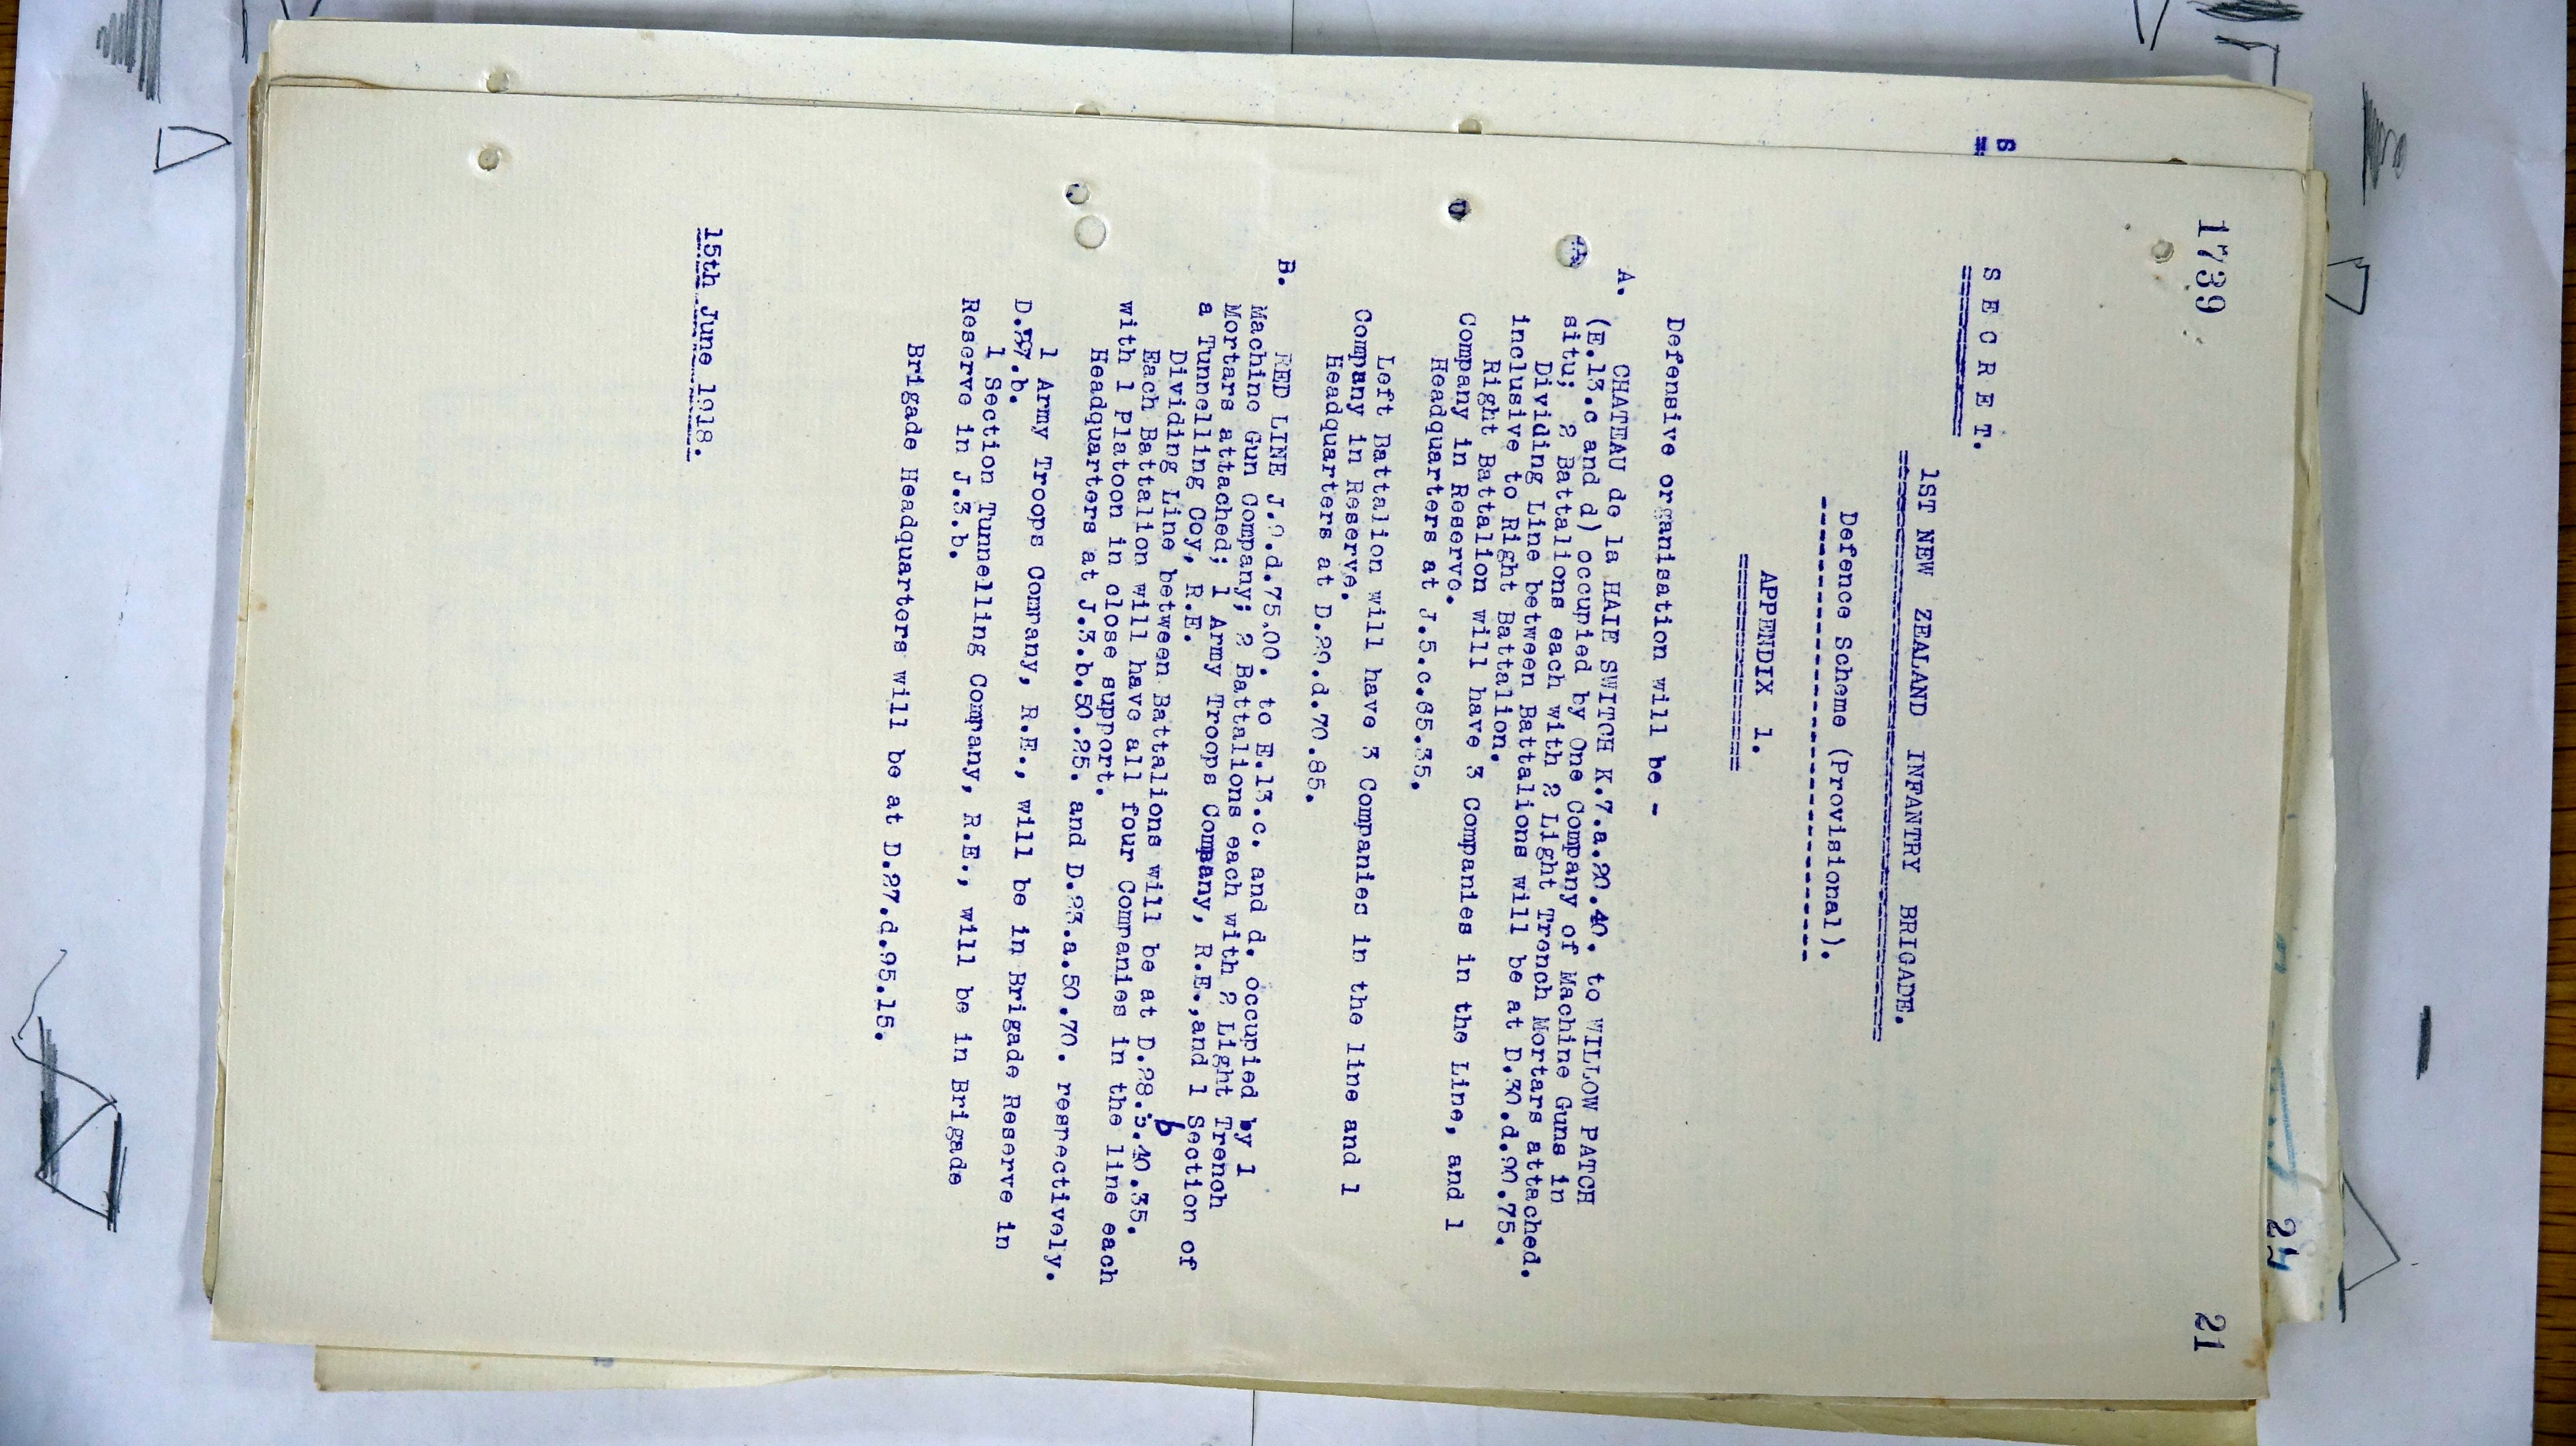 1739
21
24
S E C R E T.
1ST NEW ZEALAND INFANTRY BRIGADE.
Defence Scheme (Provisional).
APPENDIX 1.
Defensive organisation will be -
A. CHATEAU de la HAIE SWITCH K.7.a.20.40. to WILLOW PATCH
(E.13.c and d) occupied by One Company of Machine Guns in
situ; 2 Battalions each with 2 Light Trench Mortars attached.
Dividing Line between Battalions will be at D.30.d.90.75.
inclusive to Right Battalion.
Right Battalion will have 3 Companies in the Line, and 1
Company in Reserve.
Headquarters at J.5.c.65.35.
Left Battalion will have 3 Companies in the line and 1
Company in Reserve.
Headquarters at D.29.d.70.85.
B. RED LINE J.9.d.75.00. to E.13.c. and d. occupied by 1
Machine Gun Company; 2 Battalions each with 2 Light Trench
Mortars attached; 1 Army Troops Company, R.E.,and 1 Section of
a Tunnelling Coy, R.E.
Dividing Line between Battalions will be at D.28.b.40.35.
Each Battalion will have all four Companies in the line each
with 1 Platoon in close support.
Headquarters at J.3.b.50.25. and D.23.a.50.70. respectively.
1 Army Troops Company, R.E., will be in Brigade Reserve in
D. .b.
1 Section Tunnelling Company, R.E., will be in Brigade
Reserve in J.3.b.
Brigade Headquarters will be at D.27.d.95.15.
15th June 1918.
S